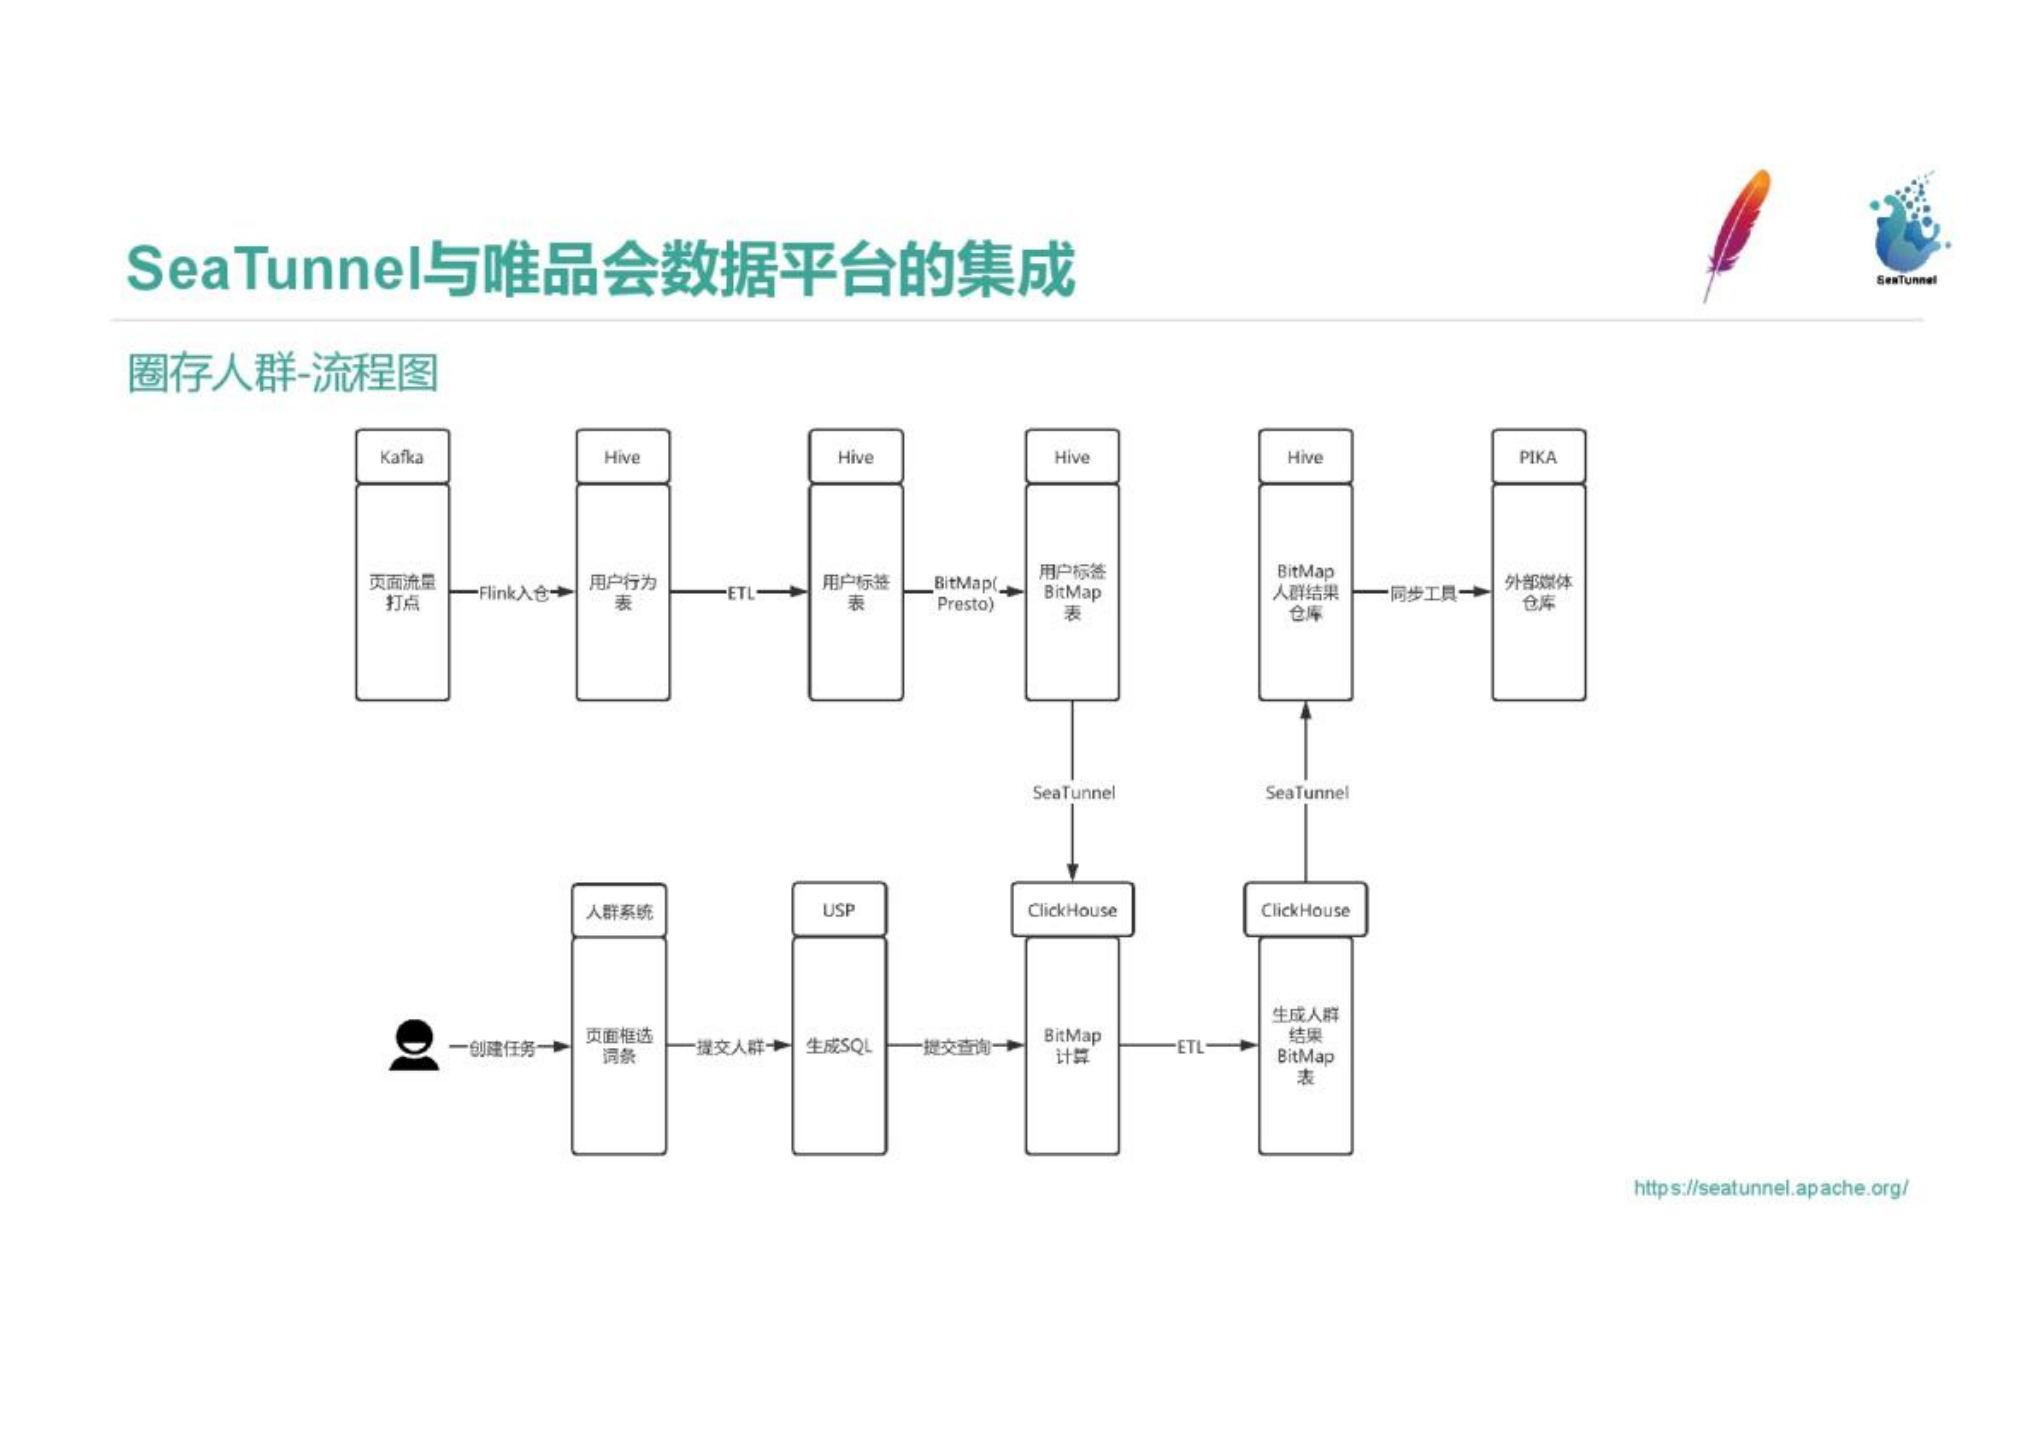 SeaTunnel
SeaTunnel与唯品会数据平台的集成
圈存人群-流程图
Kafka
Hive
Hive
Hive
Hive
PIKA
页面流量
打点
Flink入仓
用户行为
表
ETL
用户标签
表
BitMap(
Presto)
用户标签
BitMap
表
BitMap
人群结果
仓库
同步工具
外部媒体
仓库
SeaTunnel
SeaTunnel
人群系统
USP
ClickHouse
ClickHouse
创建任务
页面框选
词条
提交人群
生成SQL
提交查询
BitMap
计算
ETL
生成人群
结果
BitMap
表
https://seatunnel.apache.org/